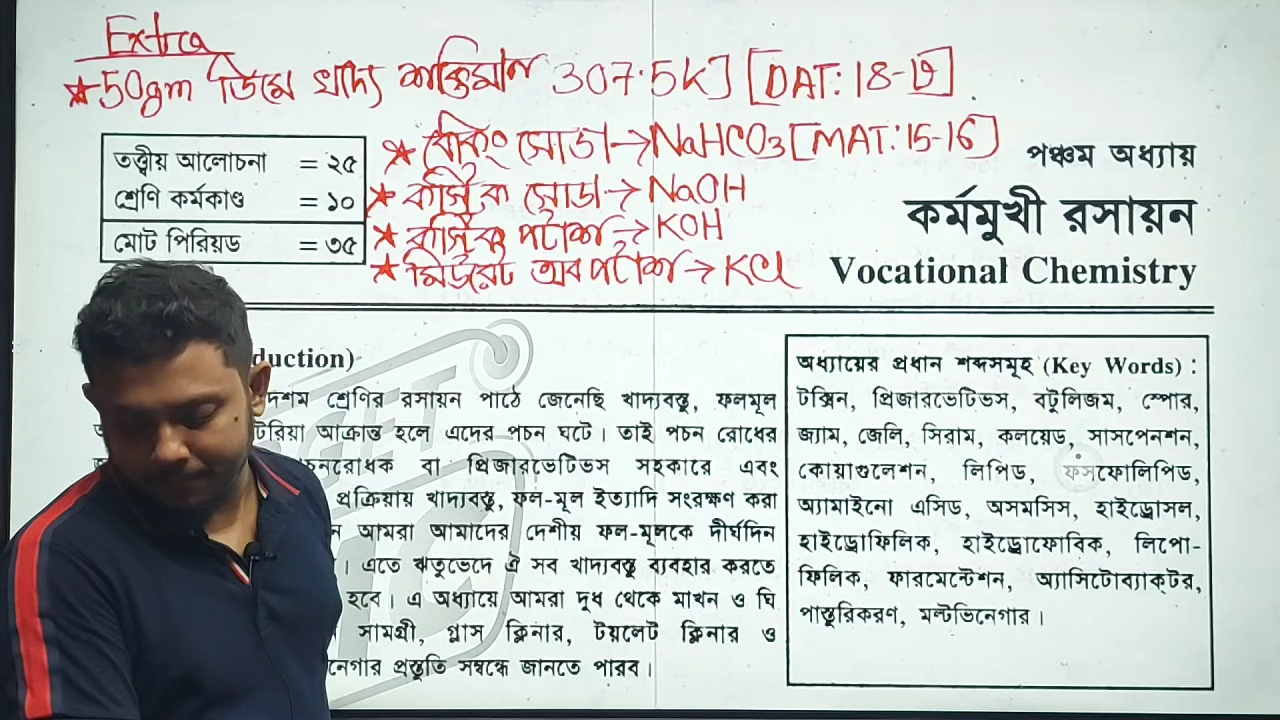 Extra
★ 50gm ডিমে খাদ্য শক্তিমান 307.5KJ [DAT: 18-19]
★ বেকিং সোডা → NaHCO3 [MAT: 15-16]
★ কস্টিক সোডা → NaOH
★ কস্টিক পটাশ → KOH
★ মিউরেট অব পটাশ → KCl
তত্ত্বীয় আলোচনা = ২৫
শ্রেণি কর্মকাণ্ড = ১০
মোট পিরিয়ড = ৩৫
পঞ্চম অধ্যায়
কর্মমুখী রসায়ন
Vocational Chemistry
duction)
দশম শ্রেণির রসায়ন পাঠে জেনেছি খাদ্যবস্তু, ফলমূল
টরিয়া আক্রান্ত হলে এদের পচন ঘটে। তাই পচন রোধের
চনরোধক বা প্রিজারভেটিভস সহকারে এবং
প্রক্রিয়ায় খাদ্যবস্তু, ফল-মূল ইত্যাদি সংরক্ষণ করা
ন আমরা আমাদের দেশীয় ফল-মূলকে দীর্ঘদিন
। এতে ঋতুভেদে ঐ সব খাদ্যবস্তু ব্যবহার করতে
হবে। এ অধ্যায়ে আমরা দুধ থেকে মাখন ও ঘি
সামগ্রী, গ্লাস ক্লিনার, টয়লেট ক্লিনার ও
নেগার প্রস্তুতি সম্বন্ধে জানতে পারব।
অধ্যায়ের প্রধান শব্দসমূহ (Key Words) :
টক্সিন, প্রিজারভেটিভস, বটুলিজম, স্পোর,
জ্যাম, জেলি, সিরাম, কলয়েড, সাসপেনশন,
কোয়াগুলেশন, লিপিড, ফসফোলিপিড,
অ্যামাইনো এসিড, অসমসিস, হাইড্রোসল,
হাইড্রোফিলিক, হাইড্রোফোবিক, লিপো-
ফিলিক, ফারমেন্টেশন, অ্যাসিটোব্যাক্টর,
পাস্তুরিকরণ, মল্টভিনেগার।